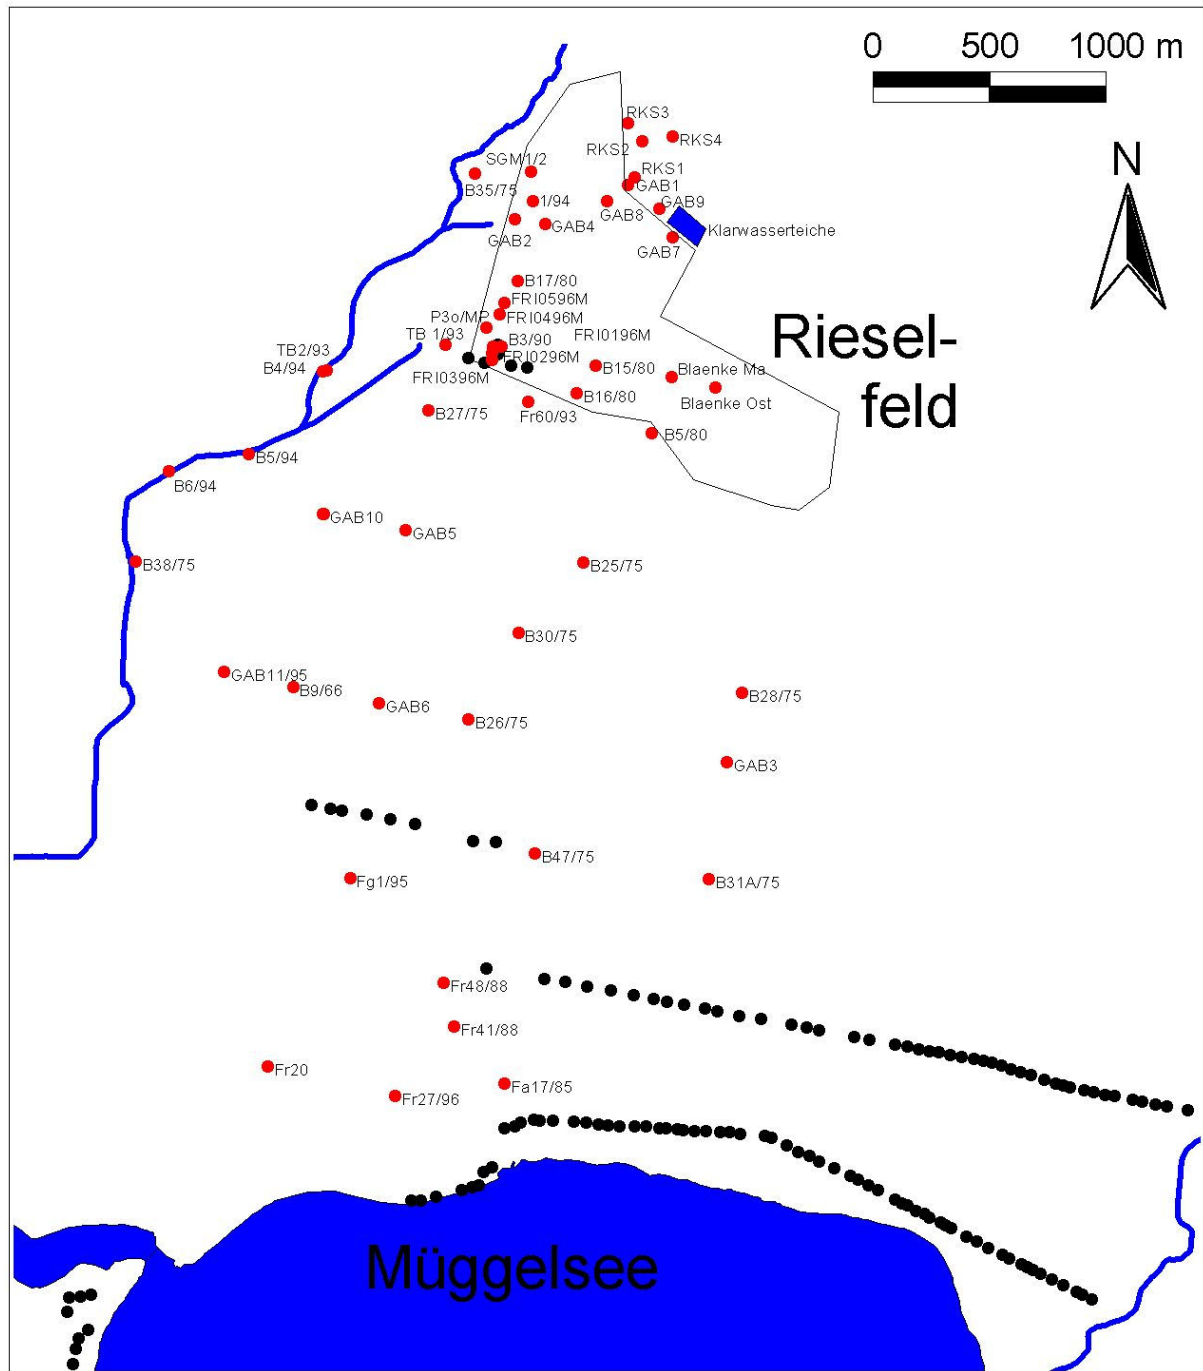 0 500 1000 m
N
RKS3
RKS2
RKS4
SGM1/2
RKS1
B35/75
GAB1
1/94
GAB8
GAB9
GAB2
GAB4
Klarwasserteiche
GAB7
B17/80
FRI0596M
P3o/MP
FRI0496M
TB 1/93
B3/90
FRI0196M
Riesel-
feld
TB2/93
B4/94
FRI0296M
FRI0396M
B15/80
Blaenke Ma
Blaenke Ost
B16/80
B27/75
Fr60/93
B5/80
B5/94
B6/94
GAB10
GAB5
B38/75
B25/75
B30/75
GAB11/95
B9/66
GAB6
B26/75
B28/75
GAB3
B47/75
Fg1/95
B31A/75
Fr48/88
Fr41/88
Fr20
Fr27/96
Fa17/85
Müggelsee